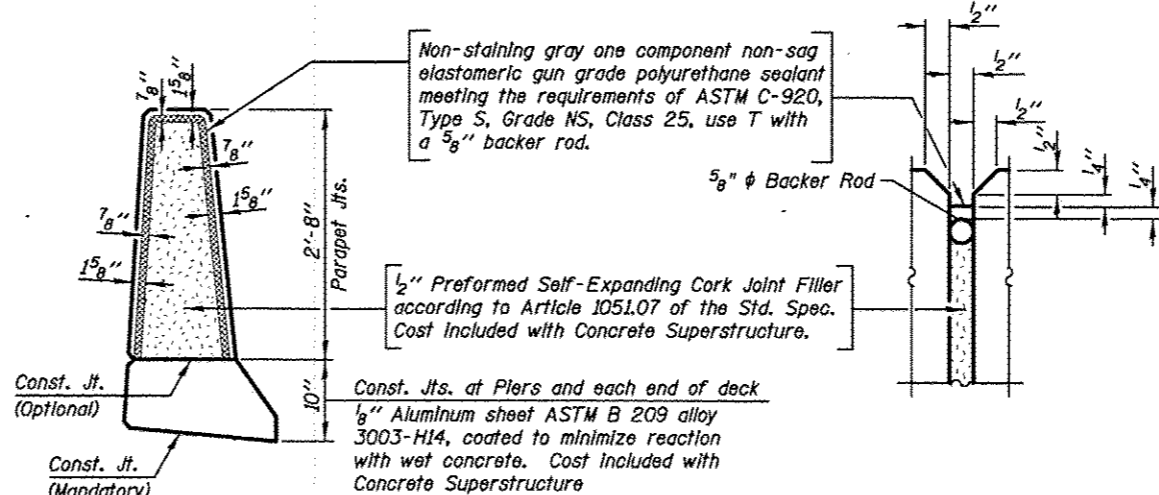 Non-staining gray one component non-sag
elastomeric gun grade polyurethane sealant
meeting the requirements of ASTM C-920,
Type S, Grade NS, Class 25, use T with
a 5/8" backer rod.
7/8"
1 5/8"
7/8"
1 5/8"
7/8"
1 5/8"
2'-8"
Parapet Jts.
10"
1/2"
1/2"
1/2"
1/2"
1/4"
1/4"
5/8" ϕ Backer Rod
1/2" Preformed Self-Expanding Cork Joint Filler
according to Article 1051.07 of the Std. Spec.
Cost included with Concrete Superstructure.
Const. Jt.
(Optional)
Const. Jts. at Piers and each end of deck
1/8" Aluminum sheet ASTM B 209 alloy
3003-H14, coated to minimize reaction
with wet concrete. Cost included with
Concrete Superstructure
Const. Jt.
(Mandatory)